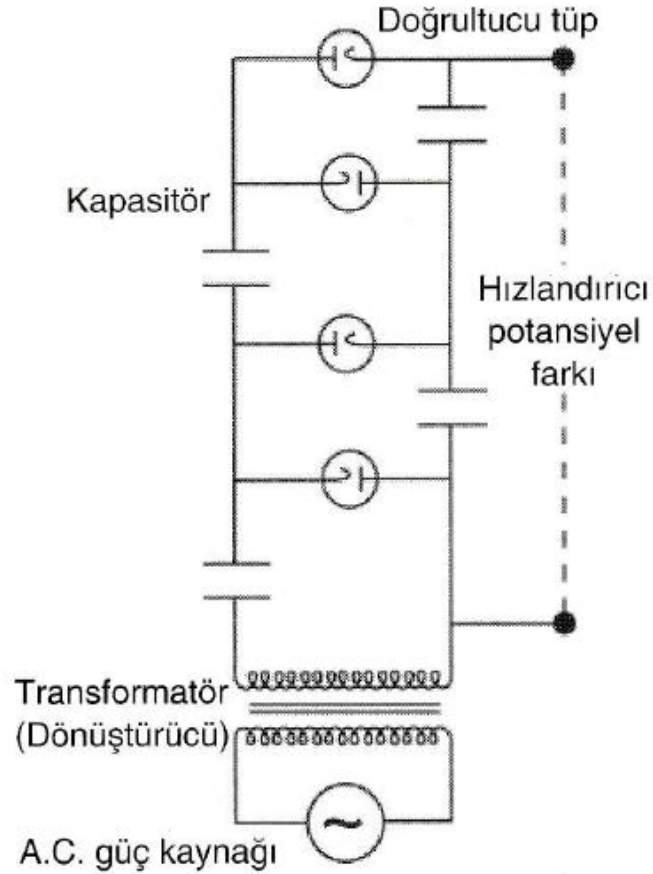 Doğrultucu tüp
Kapasitör
Hızlandırıcı
potansiyel
farkı
Transformatör
(Dönüştürücü)
A.C. güç kaynağı